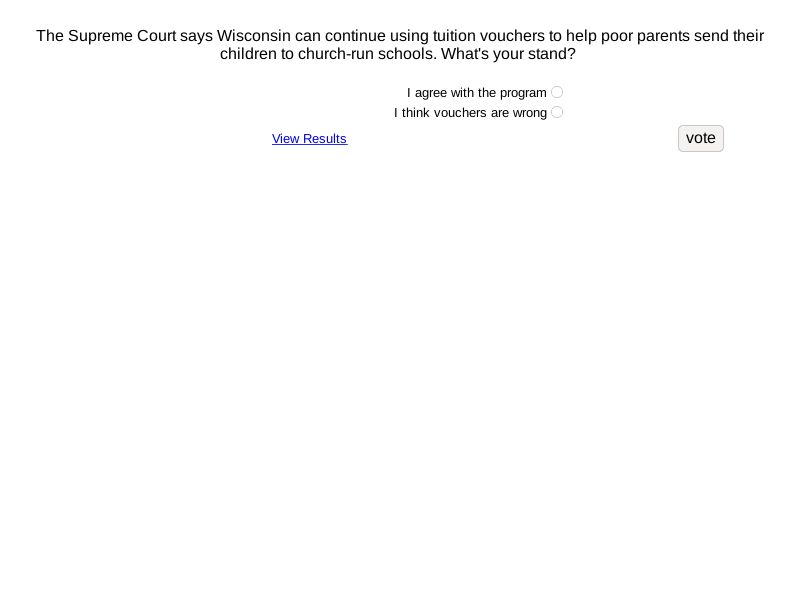 The Supreme Court says Wisconsin can continue using tuition vouchers to help poor parents send their
children to church-run schools. What's your stand?
I agree with the program
I think vouchers are wrong
View Results
vote